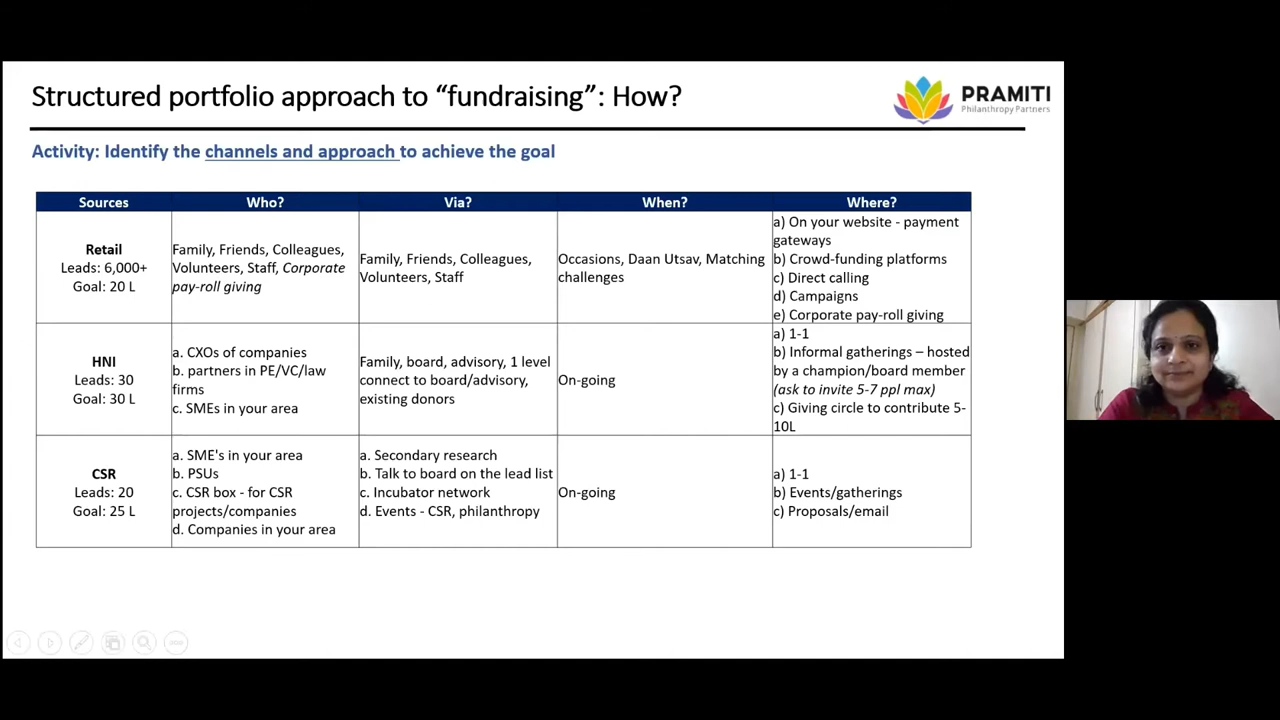 Structured portfolio approach to “fundraising”: How?
PRAMITI
Philanthropy Partners
Activity: Identify the channels and approach to achieve the goal
Sources
Who?
Via?
When?
Where?
Retail
Leads: 6,000+
Goal: 20 L
Family, Friends, Colleagues,
Volunteers, Staff, Corporate
pay-roll giving
Family, Friends, Colleagues,
Volunteers, Staff
Occasions, Daan Utsav, Matching
challenges
a) On your website - payment
gateways
b) Crowd-funding platforms
c) Direct calling
d) Campaigns
e) Corporate pay-roll giving
HNI
Leads: 30
Goal: 30 L
a. CXOs of companies
b. partners in PE/VC/law
firms
c. SMEs in your area
Family, board, advisory, 1 level
connect to board/advisory,
existing donors
On-going
a) 1-1
b) Informal gatherings – hosted
by a champion/board member
(ask to invite 5-7 ppl max)
c) Giving circle to contribute 5-
10L
CSR
Leads: 20
Goal: 25 L
a. SME's in your area
b. PSUs
c. CSR box - for CSR
projects/companies
d. Companies in your area
a. Secondary research
b. Talk to board on the lead list
c. Incubator network
d. Events - CSR, philanthropy
On-going
a) 1-1
b) Events/gatherings
c) Proposals/email